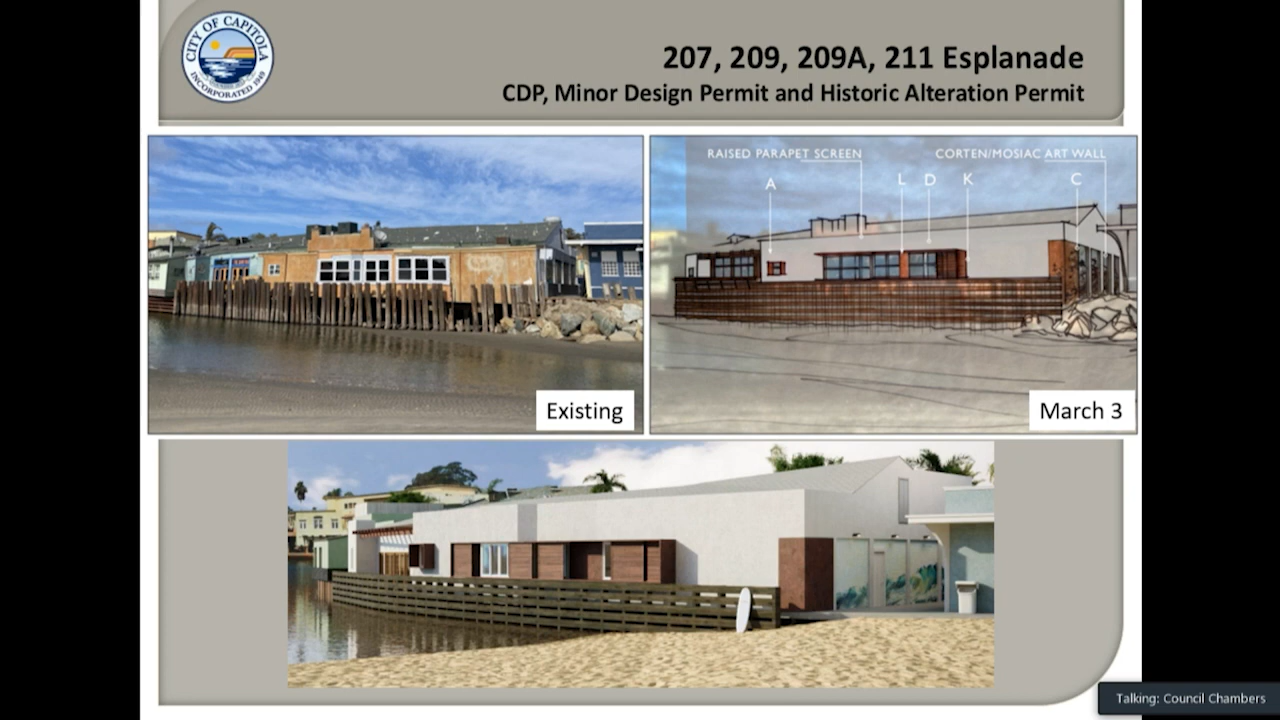 CITY OF CAPITOLA
INCORPORATED 1949
207, 209, 209A, 211 Esplanade
CDP, Minor Design Permit and Historic Alteration Permit
Existing
RAISED PARAPET SCREEN
CORTEN/MOSIAC ART WALL
A
L D K
C
March 3
Talking: Council Chambers